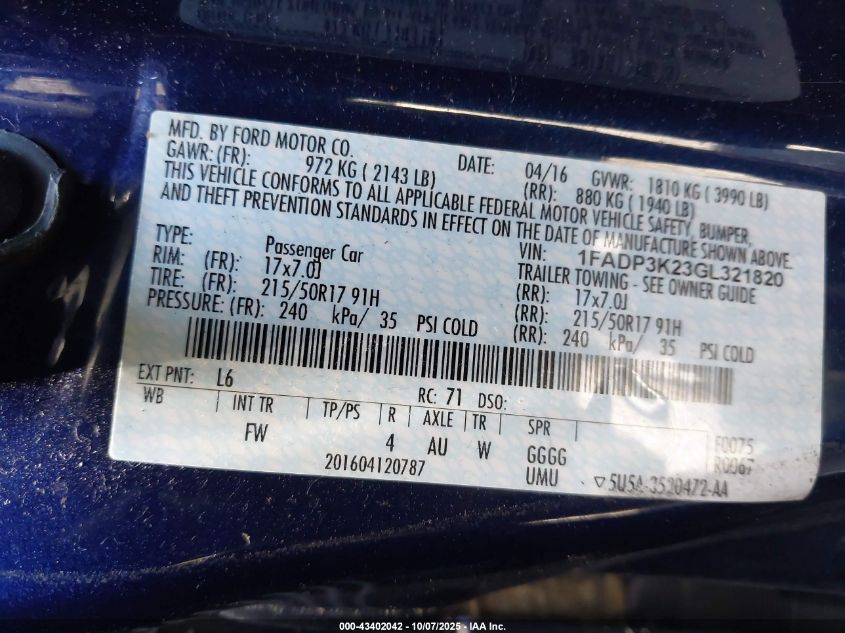 MFD. BY FORD MOTOR CO.
DATE: 04/16 GVWR: 1810 KG ( 3990 LB)
GAWR: (FR): 972 KG ( 2143 LB) (RR): 880 KG ( 1940 LB)
THIS VEHICLE CONFORMS TO ALL APPLICABLE FEDERAL MOTOR VEHICLE SAFETY, BUMPER,
AND THEFT PREVENTION STANDARDS IN EFFECT ON THE DATE OF MANUFACTURE SHOWN ABOVE.
VIN: 1FADP3K23GL321820
TYPE: Passenger Car TRAILER TOWING - SEE OWNER GUIDE
RIM: (FR): 17x7.0J (RR): 17x7.0J
TIRE: (FR): 215/50R17 91H (RR): 215/50R17 91H
PRESSURE: (FR): 240 kPa/ 35 PSI COLD (RR): 240 kPa/ 35 PSI COLD
EXT PNT: L6 RC: 71 DSO:
WB INT TR TP/PS R AXLE TR SPR F0075
FW 4 AU W GGGG R0067
201604120787 UMU ▽5U5A-3520472-AA
000-43402042 | 10/07/2025 - IAA Inc.